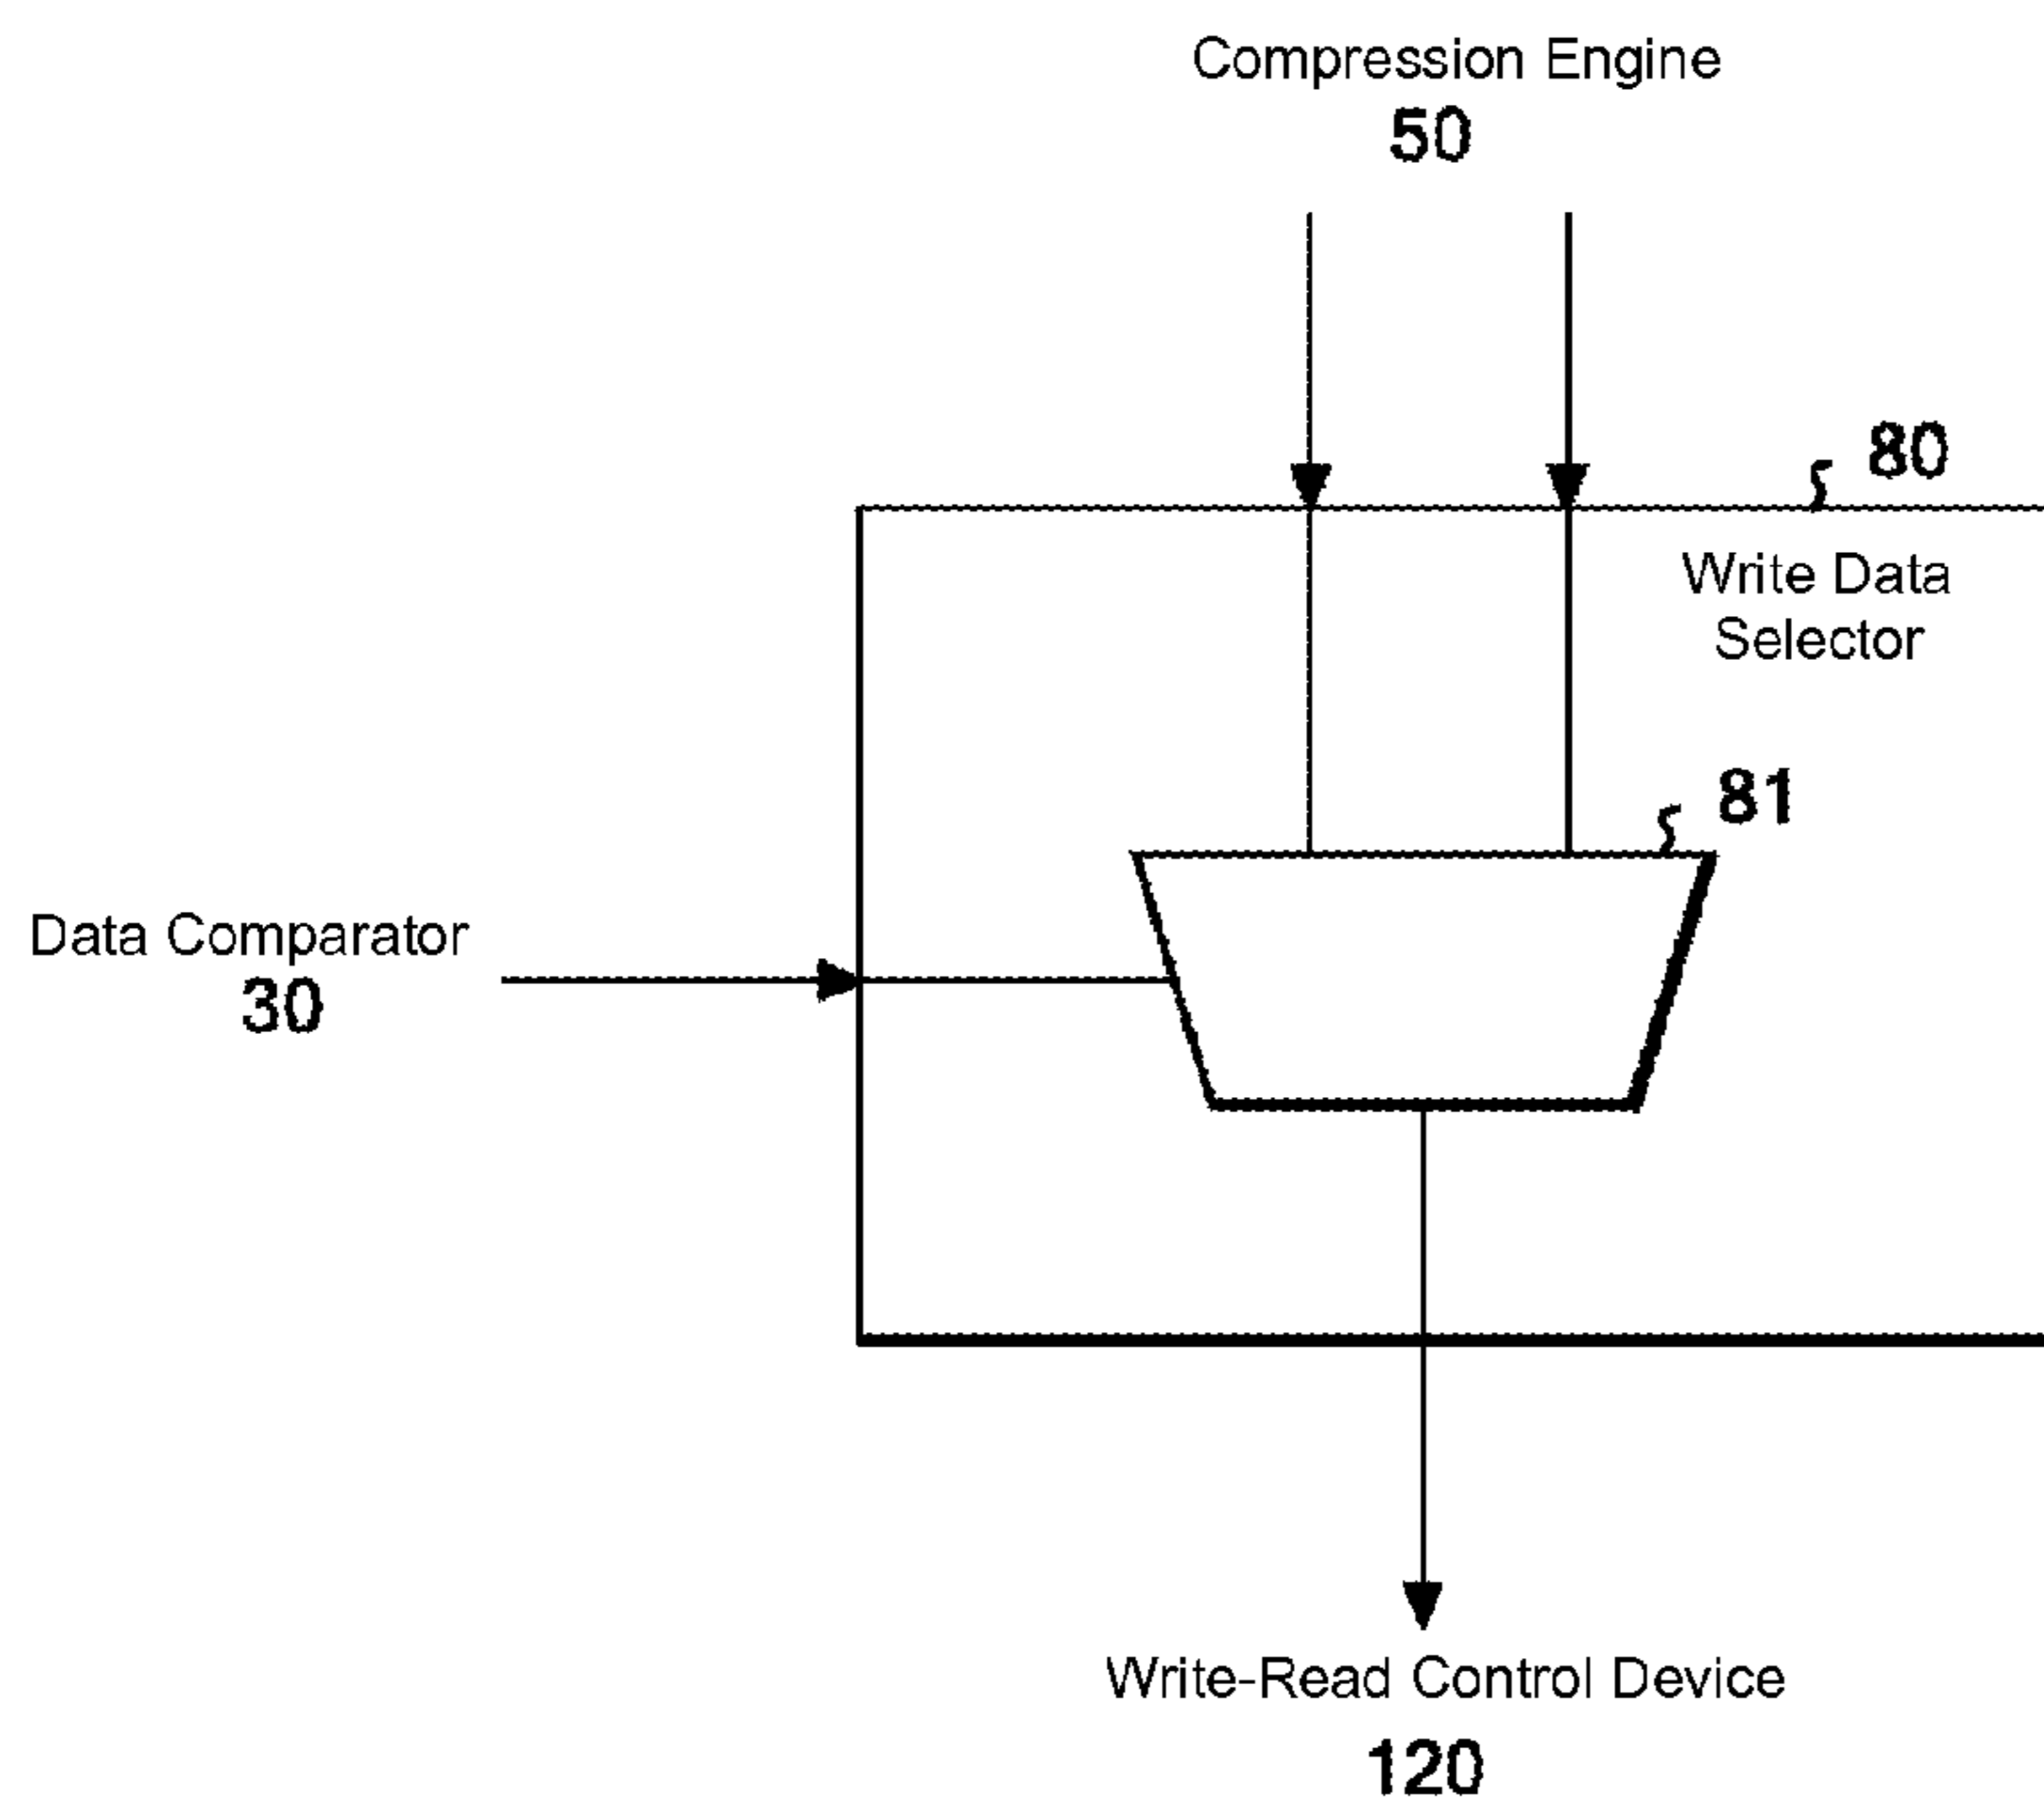 Compression Engine
50
80
Write Data
Selector
81
Data Comparator
30
Write-Read Control Device
120